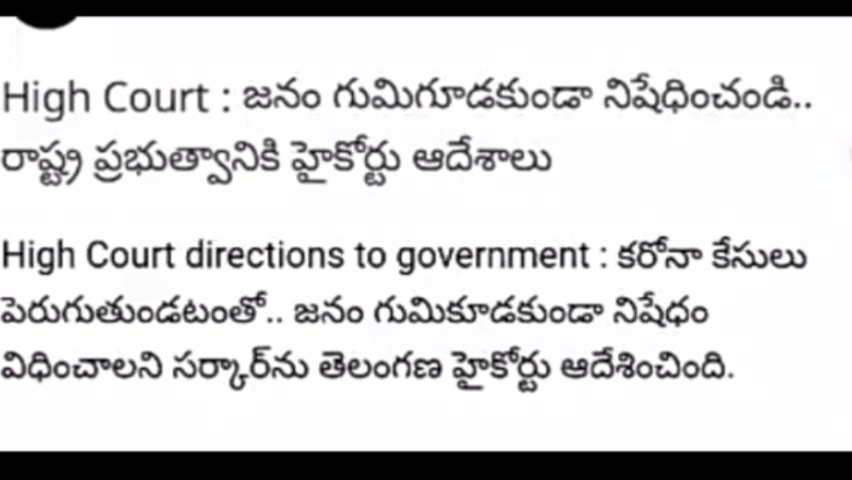 High Court : జనం గుమిగూడకుండా నిషేధించండి..
రాష్ట్ర ప్రభుత్వానికి హైకోర్టు ఆదేశాలు
High Court directions to government : కరోనా కేసులు
పెరుగుతుండటంతో.. జనం గుమికూడకుండా నిషేధం
విధించాలని సర్కార్‌ను తెలంగణ హైకోర్టు ఆదేశించింది.